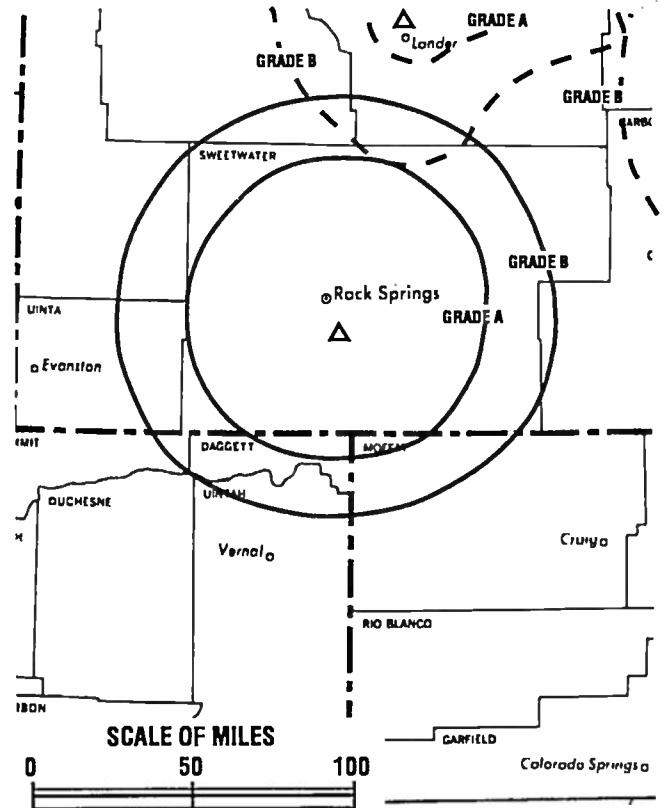 GRADE A
Lander
GRADE B
GRADE B
SWEETWATER
GRADE B
Rock Springs
GRADE A
UINTA
Evanston
DAGGETT
UINTAH
DUCHESNE
Vernal
Craig
RIO BLANCO
GARFIELD
Colorado Springs
SCALE OF MILES
0 50 100